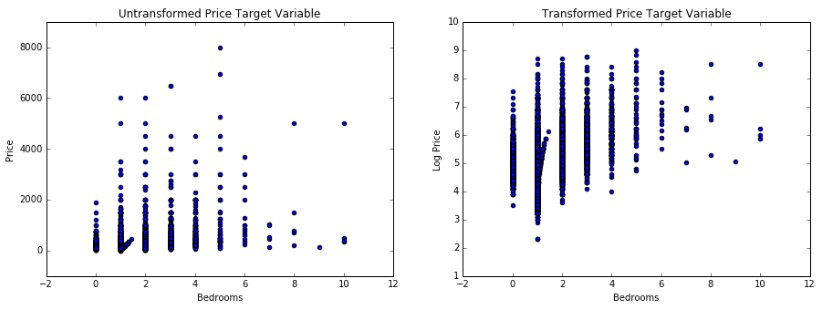 Untransformed Price Target Variable
8000
6000
4000
2000
0
Price
−2 0 2 4 6 8 10 12
Bedrooms
Transformed Price Target Variable
10
9
8
7
6
5
4
3
2
1
Log Price
−2 0 2 4 6 8 10 12
Bedrooms